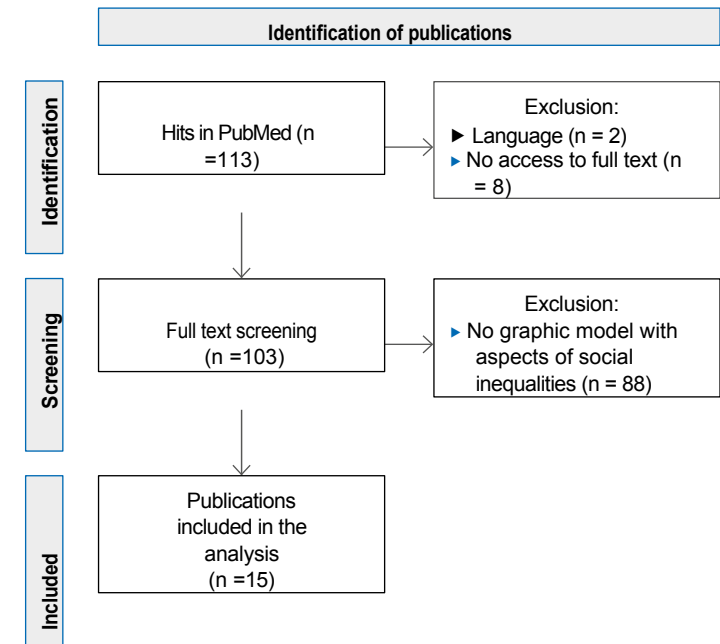 Identification of publications
Identification
Hits in PubMed (n
=113)
Exclusion:
▶ Language (n = 2)
▶ No access to full text (n
= 8)
Screening
Full text screening
(n =103)
Exclusion:
▶ No graphic model with
aspects of social
inequalities (n = 88)
Included
Publications
included in the
analysis
(n =15)